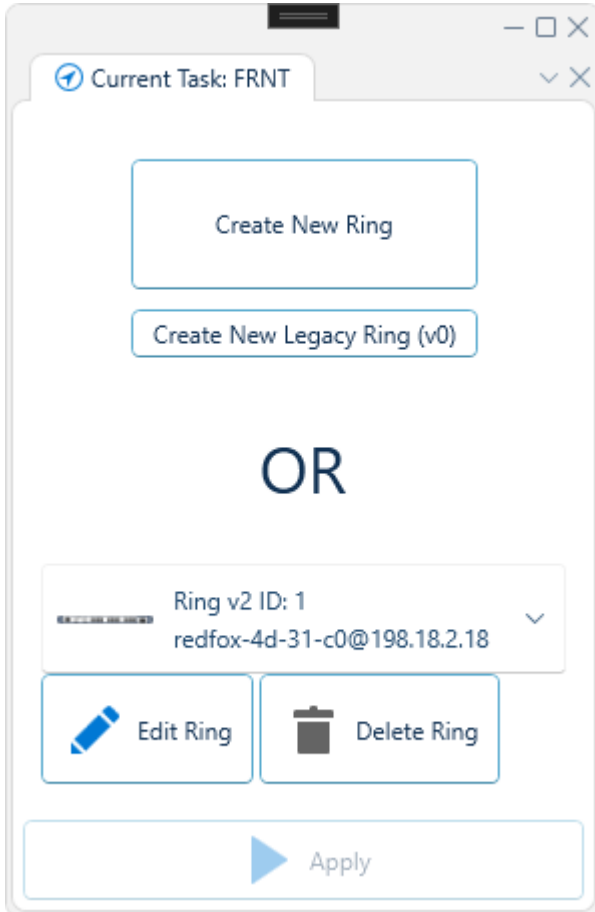 Current Task: FRNT
Create New Ring
Create New Legacy Ring (v0)
OR
Ring v2 ID: 1
redfox-4d-31-c0@198.18.2.18
Edit Ring
Delete Ring
Apply